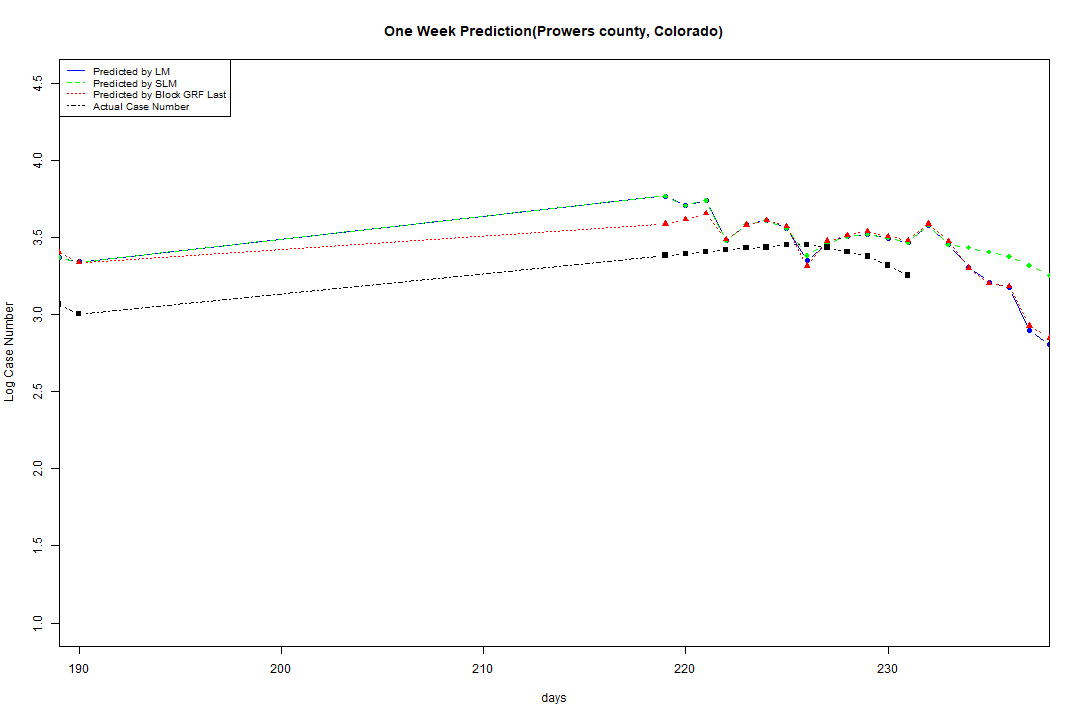 One Week Prediction(Prowers county, Colorado)
Predicted by LM
Predicted by SLM
Predicted by Block GRF Last
Actual Case Number
4.5
4.0
3.5
3.0
2.5
2.0
1.5
1.0
Log Case Number
190 200 210 220 230
days